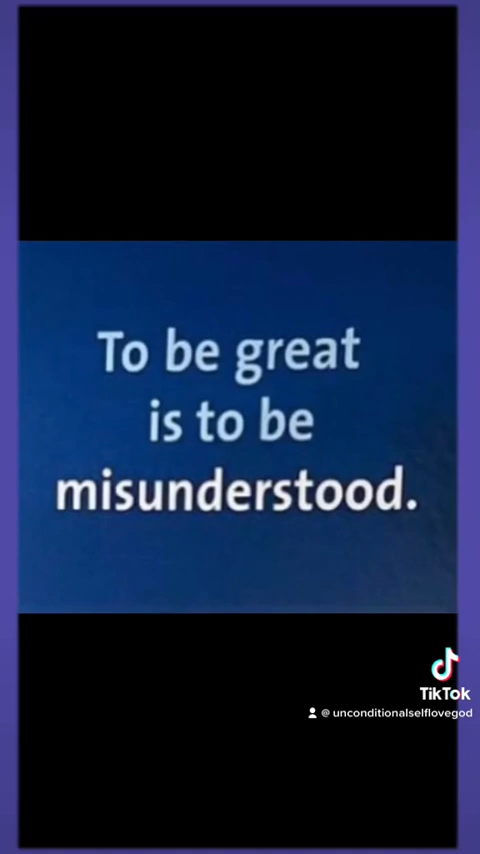 To be great
is to be
misunderstood.
TikTok
@ unconditionalselflovegod